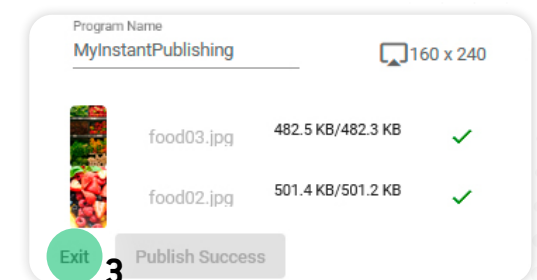 Program Name
MyInstantPublishing
160 x 240
food03.jpg 482.5 KB/482.3 KB
food02.jpg 501.4 KB/501.2 KB
Exit 3 Publish Success